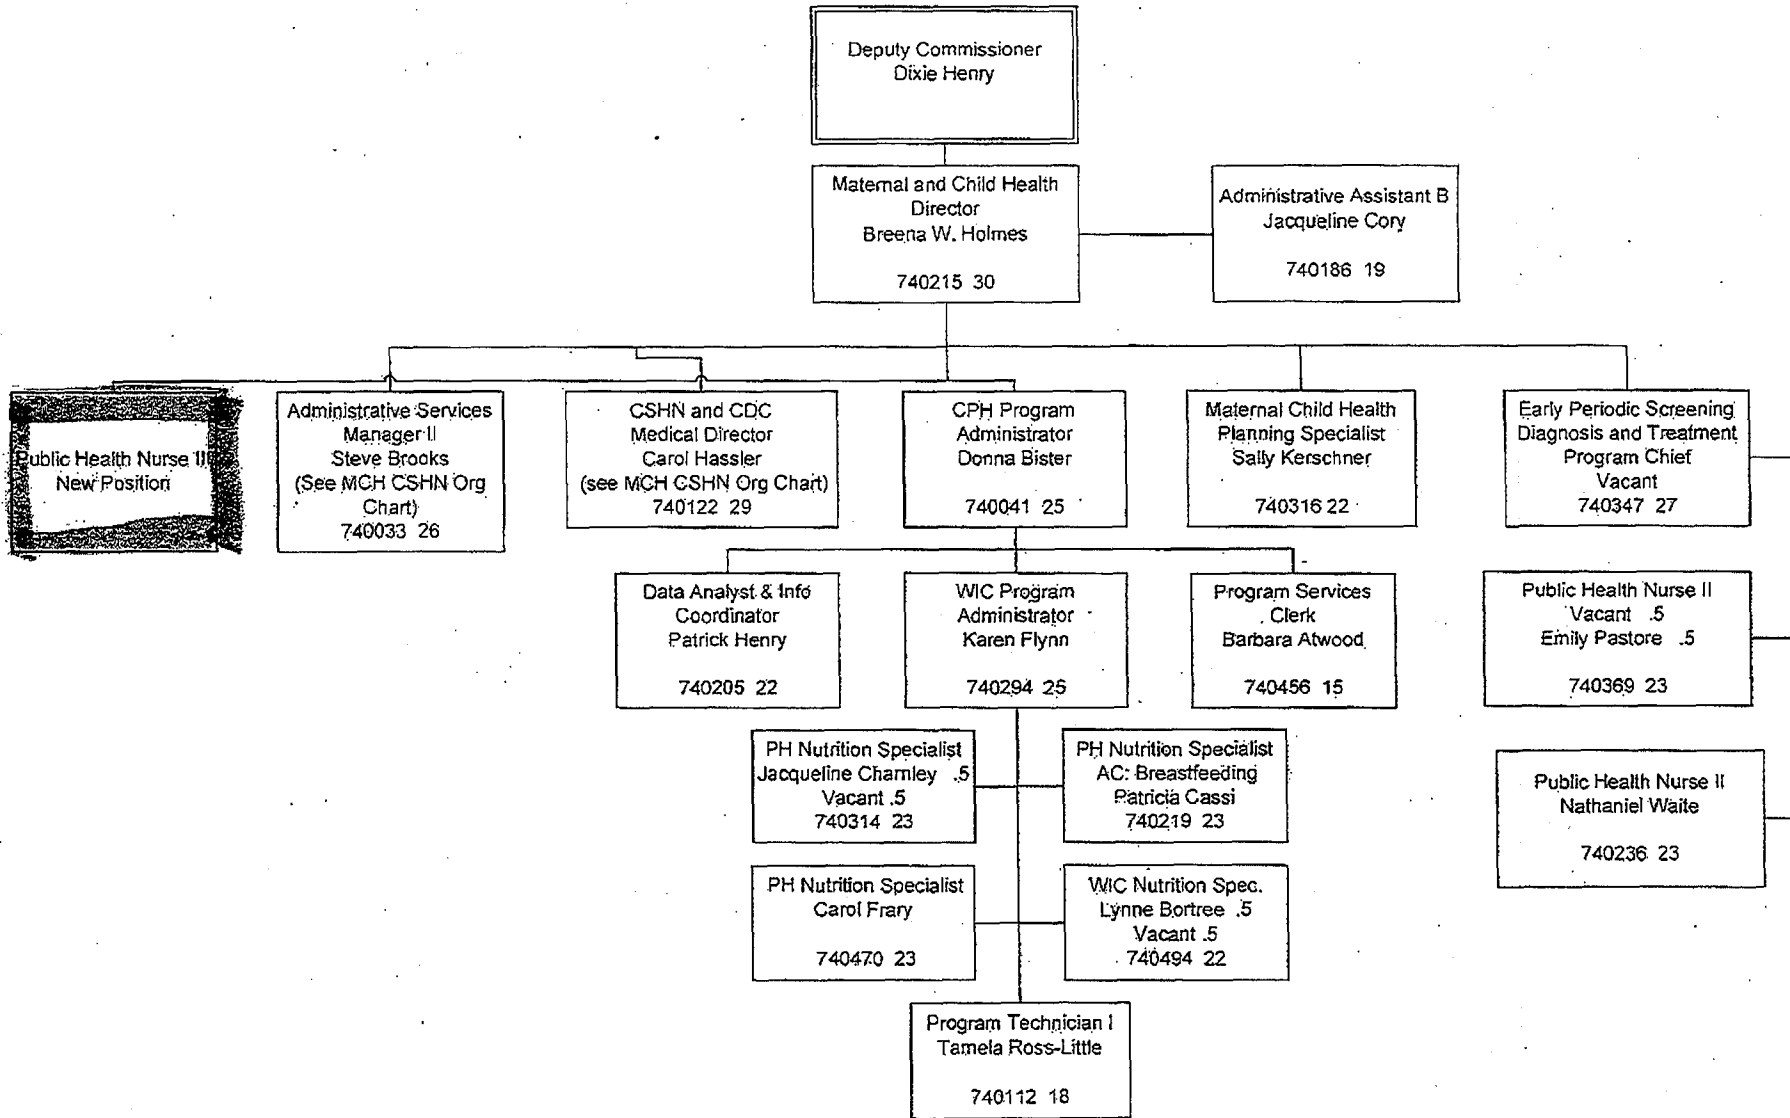 Deputy Commissioner
Dixie Henry
Maternal and Child Health
Director
Breena W. Holmes
740215 30
Administrative Assistant B
Jacqueline Cory
740186 19
Public Health Nurse II
New Position
Administrative Services
Manager II
Steve Brooks
(See MCH CSHN Org
Chart)
740033 26
CSHN and CDC
Medical Director
Carol Hassler
(see MCH CSHN Org Chart)
740122 29
CPH Program
Administrator
Donna Bister
740041 25
Maternal Child Health
Planning Specialist
Sally Kerschner
740316 22
Early Periodic Screening
Diagnosis and Treatment
Program Chief
Vacant
740347 27
Data Analyst & Info
Coordinator
Patrick Henry
740205 22
WIC Program
Administrator
Karen Flynn
740294 25
Program Services
Clerk
Barbara Atwood
740456 15
Public Health Nurse II
Vacant .5
Emily Pastore .5
740369 23
PH Nutrition Specialist
Jacqueline Charnley .5
Vacant .5
740314 23
PH Nutrition Specialist
AC: Breastfeeding
Patricia Cassi
740219 23
Public Health Nurse II
Nathaniel Waite
740236 23
PH Nutrition Specialist
Carol Frary
740470 23
WIC Nutrition Spec.
Lynne Bortree .5
Vacant .5
740494 22
Program Technician I
Tamela Ross-Little
740112 18